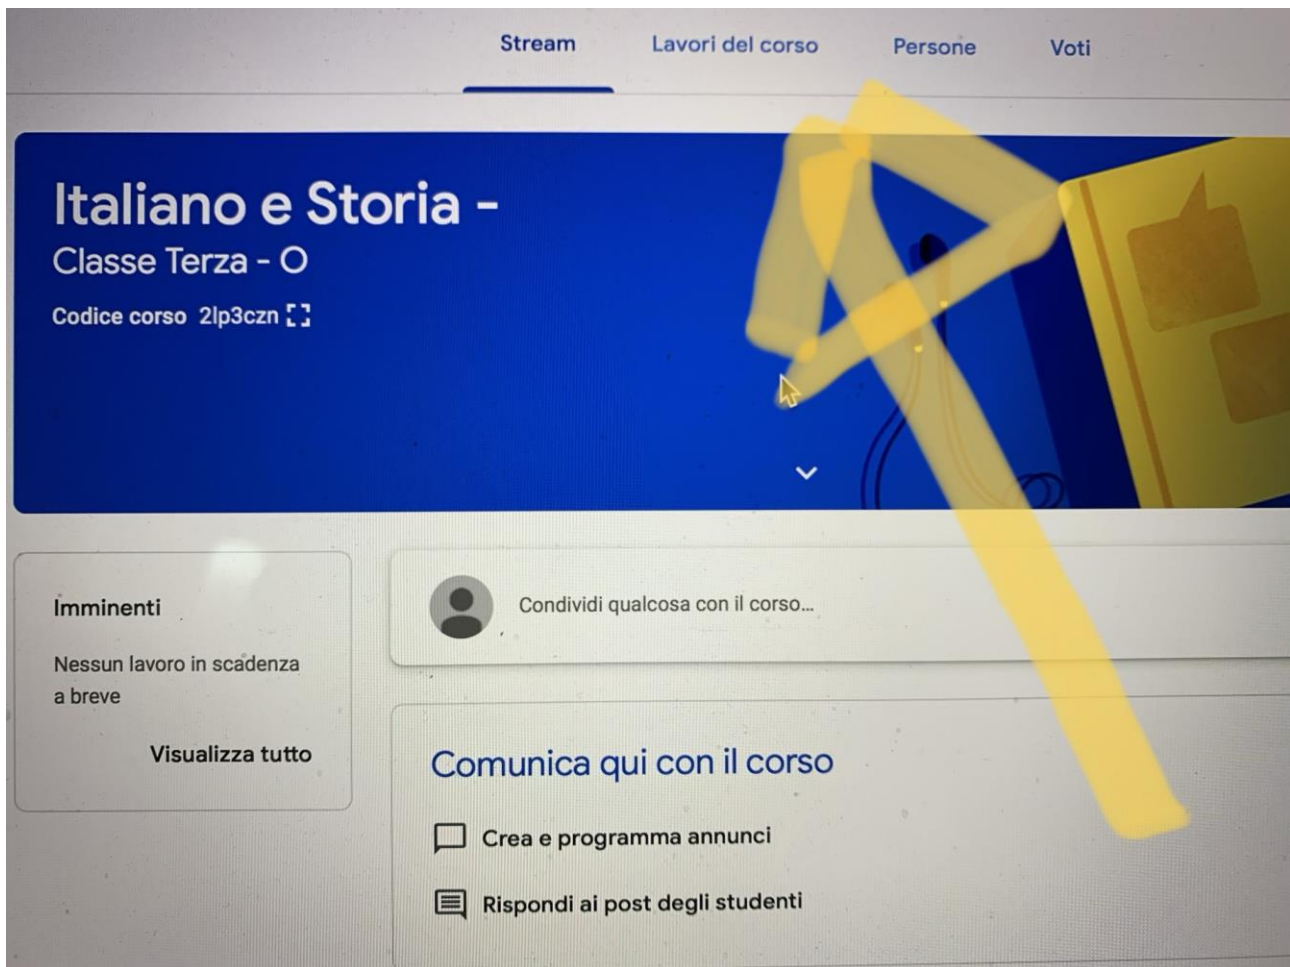 Stream Lavori del corso Persone Voti
Italiano e Storia -
Classe Terza - O
Codice corso 2lp3czn
Imminenti
Nessun lavoro in scadenza
a breve
Visualizza tutto
Condividi qualcosa con il corso...
Comunica qui con il corso
Crea e programma annunci
Rispondi ai post degli studenti